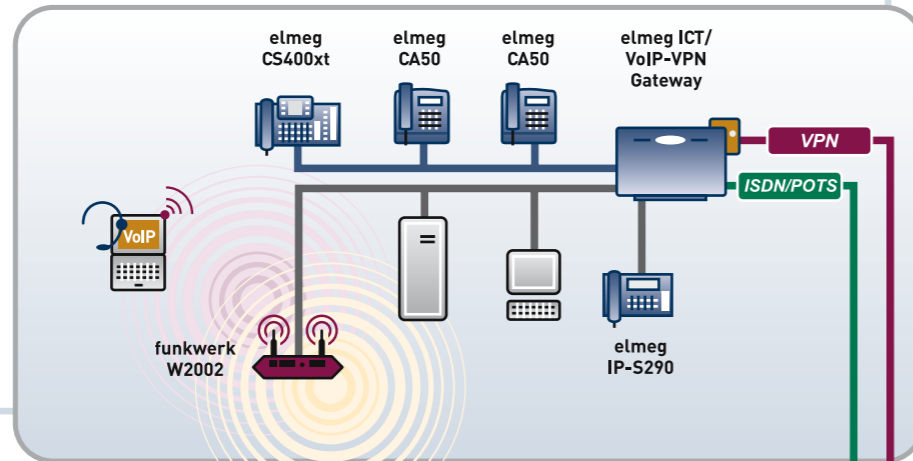 elmeg
CS400xt
elmeg
CA50
elmeg
CA50
elmeg ICT/
VoIP-VPN
Gateway
VPN
ISDN/POTS
VoIP
funkwerk
W2002
elmeg
IP-S290